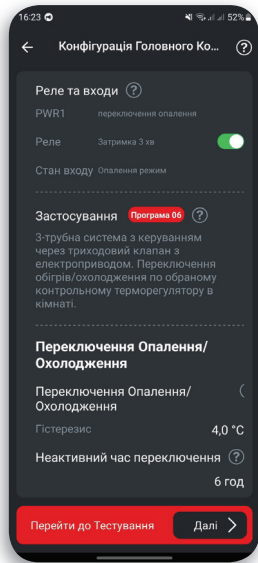 16:23 52%
Конфігурація Головного Ко...
Реле та входи
PWR1 переключення опалення
Реле Затримка 3 хв
Стан входу Опалення режим
Застосування Програма 06
3-трубна система з керуванням
через триходовий клапан з
електроприводом. Переключення
обігрів/охолодження по обраному
контрольному терморегулятору в
кімнаті.
Переключення Опалення/
Охолодження
Переключення Опалення/
Охолодження
Гістерезис 4,0 °C
Неактивний час переключення
6 год
Перейти до Тестування Далі